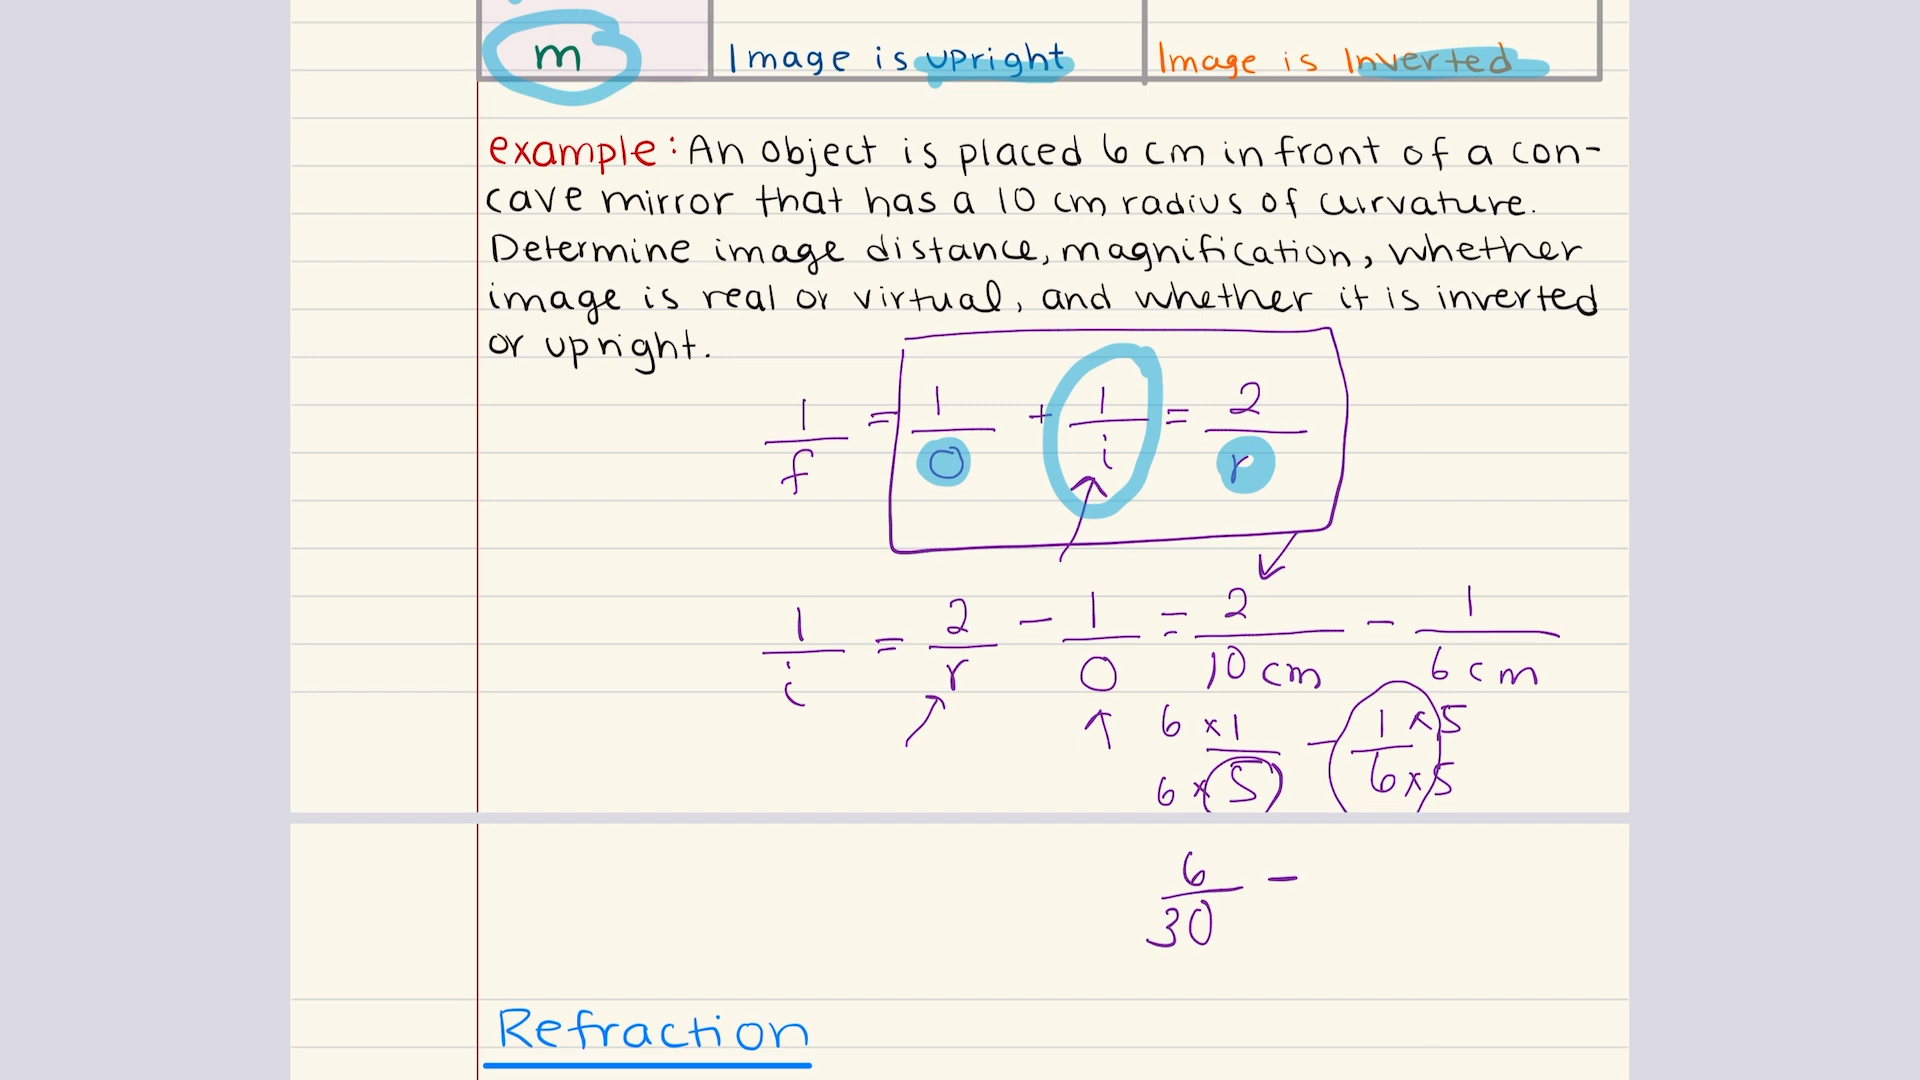 m Image is upright Image is Inverted
example: An object is placed 6 cm in front of a con-
cave mirror that has a 10 cm radius of curvature.
Determine image distance, magnification, whether
image is real or virtual, and whether it is inverted
or upright.
1/f = 1/o + 1/i = 2/r
1/i = 2/r - 1/o = 2/10 cm - 1/6 cm
6 × 1 / 6 × 5 - 1 × 5 / 6 × 5
6/30 -
Refraction